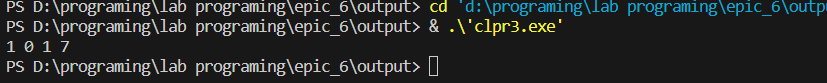 PS D:\programing\lab programing\epic_6\output> cd 'd:\programing\lab programing\epic_6\outpu
PS D:\programing\lab programing\epic_6\output> & .\'clpr3.exe'
1 0 1 7
PS D:\programing\lab programing\epic_6\output>